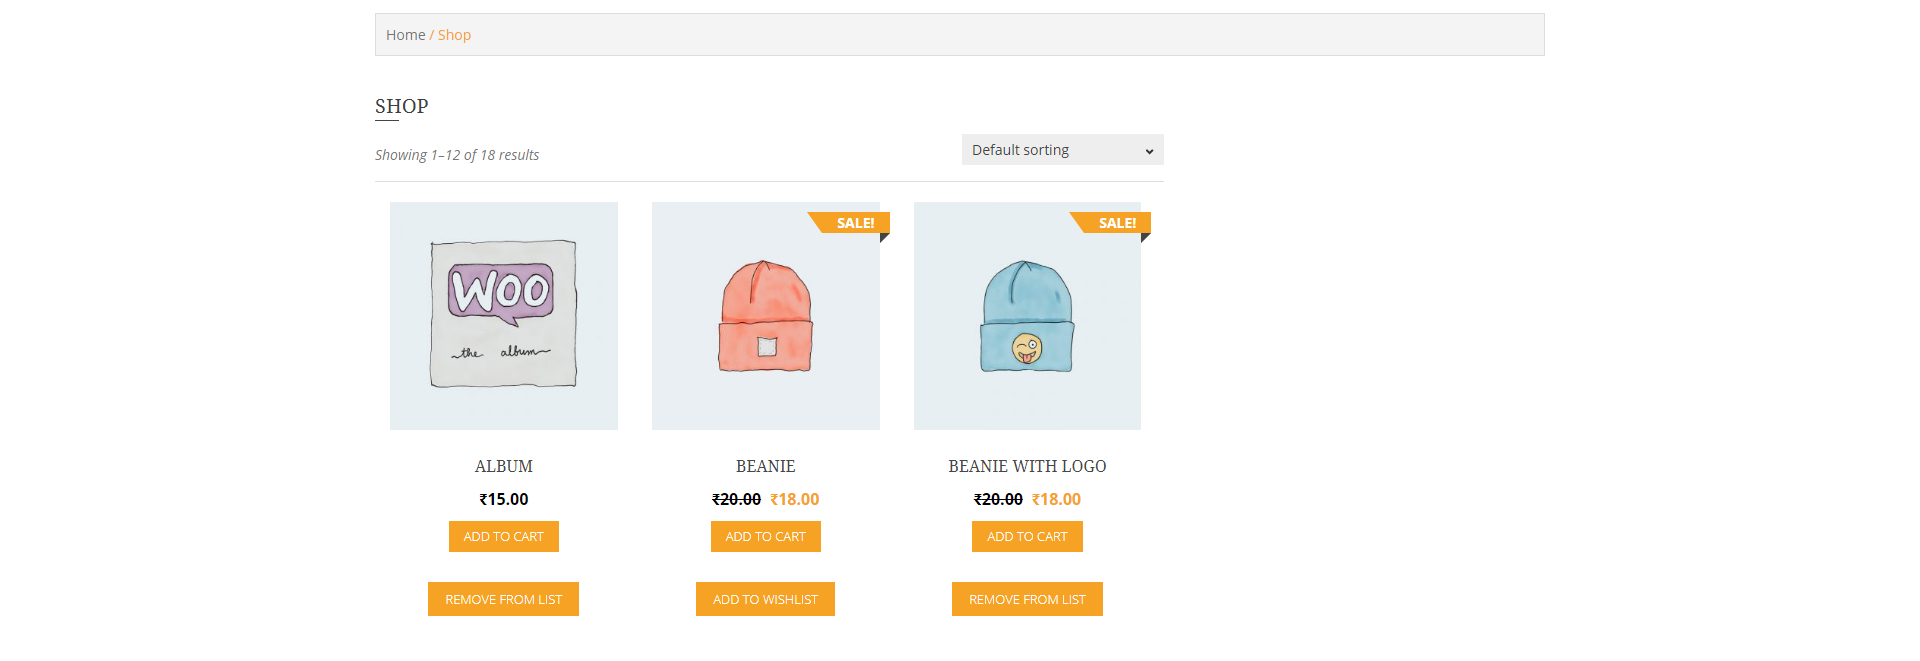 Home / Shop
SHOP
Showing 1–12 of 18 results
Default sorting
WOO
the album
SALE!
SALE!
ALBUM
BEANIE
BEANIE WITH LOGO
₹15.00
₹20.00 ₹18.00
₹20.00 ₹18.00
ADD TO CART
ADD TO CART
ADD TO CART
REMOVE FROM LIST
ADD TO WISHLIST
REMOVE FROM LIST